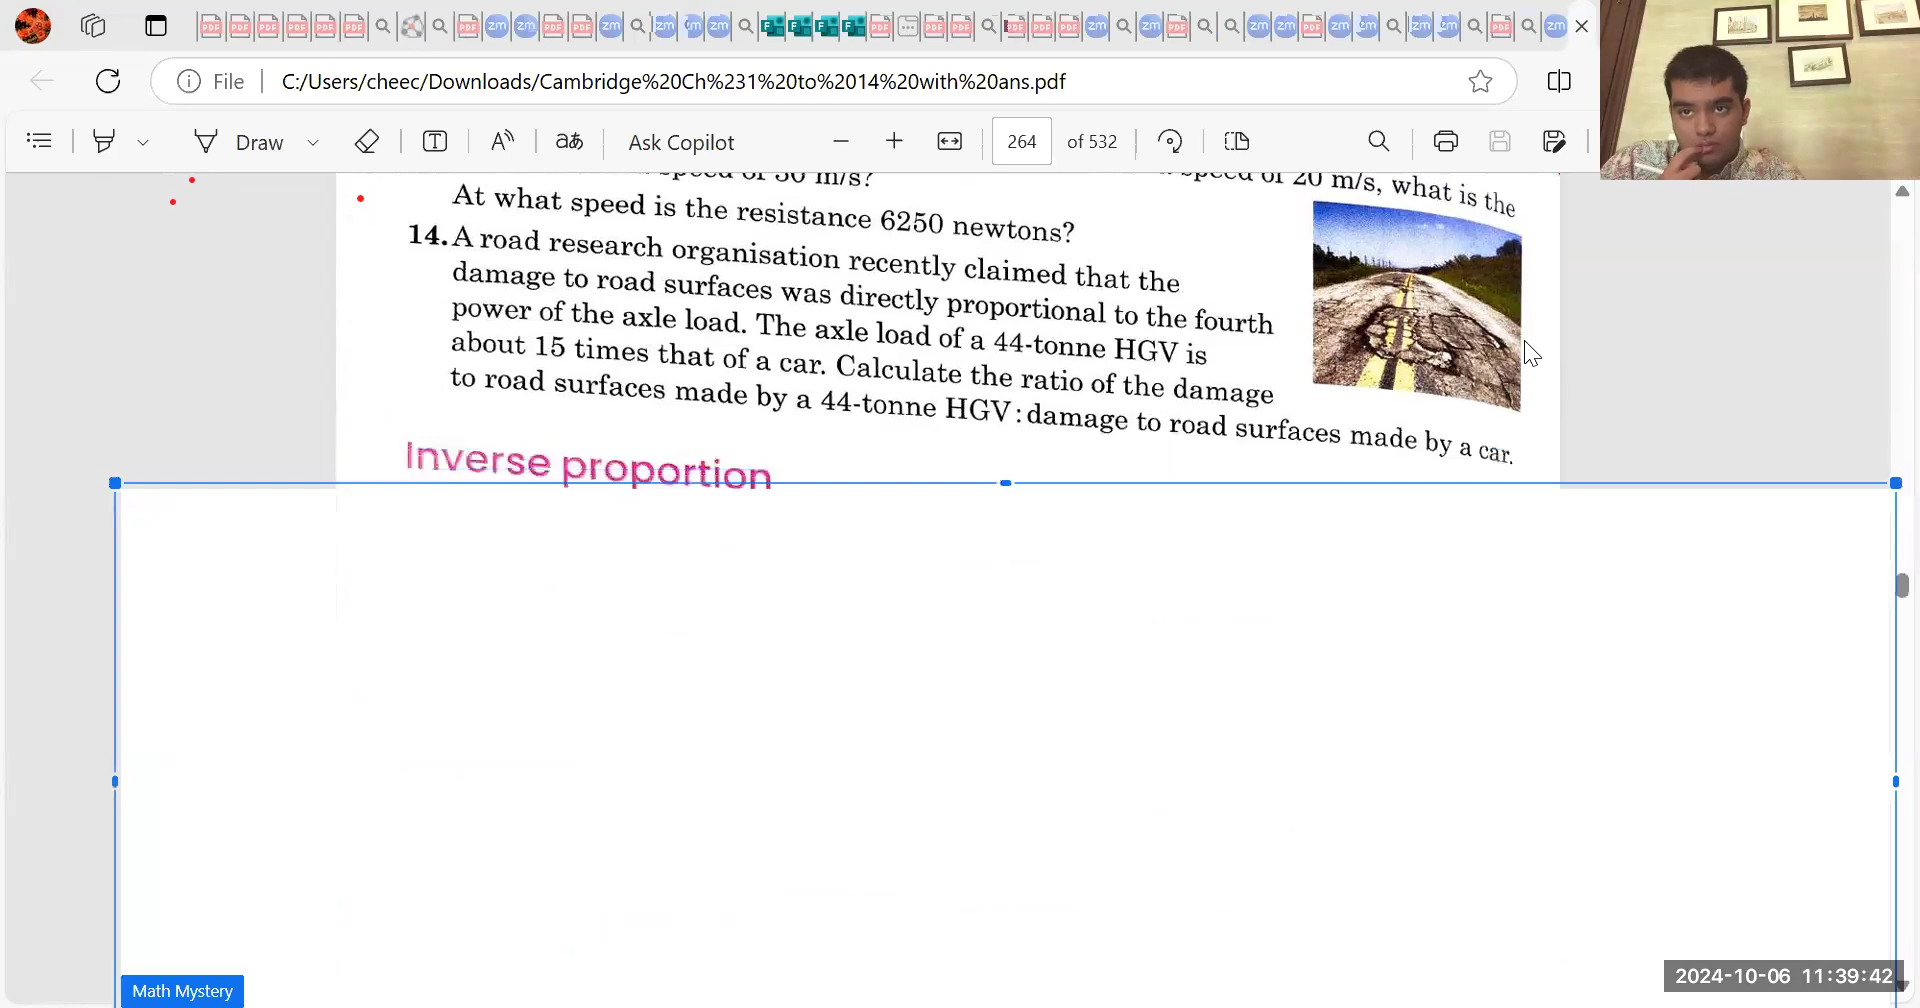 File
C:/Users/cheec/Downloads/Cambridge%20Ch%231%20to%2014%20with%20ans.pdf
Draw
Ask Copilot
264 of 532
speed of 30 m/s?
speed of 20 m/s, what is the
At what speed is the resistance 6250 newtons?
14. A road research organisation recently claimed that the
damage to road surfaces was directly proportional to the fourth
power of the axle load. The axle load of a 44-tonne HGV is
about 15 times that of a car. Calculate the ratio of the damage
to road surfaces made by a 44-tonne HGV : damage to road surfaces made by a car.
Inverse proportion
Math Mystery
2024-10-06 11:39:42